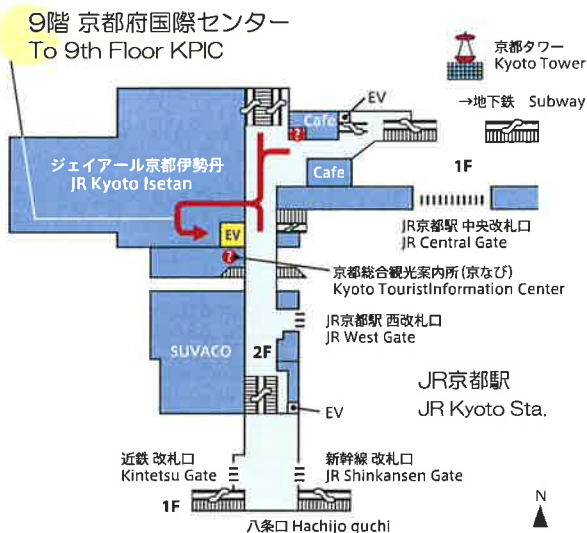 9階 京都府国際センター
To 9th Floor KPIC
京都タワー
Kyoto Tower
EV
→地下鉄 Subway
Cafe
?
1F
ジェイアール京都伊勢丹
JR Kyoto Isetan
Cafe
EV
JR京都駅 中央改札口
JR Central Gate
?
京都総合観光案内所(京なび)
Kyoto TouristInformation Center
JR京都駅 西改札口
JR West Gate
SUVACO
2F
JR京都駅
JR Kyoto Sta.
EV
近鉄 改札口
Kintetsu Gate
新幹線 改札口
JR Shinkansen Gate
1F
八条口 Hachijo guchi
N